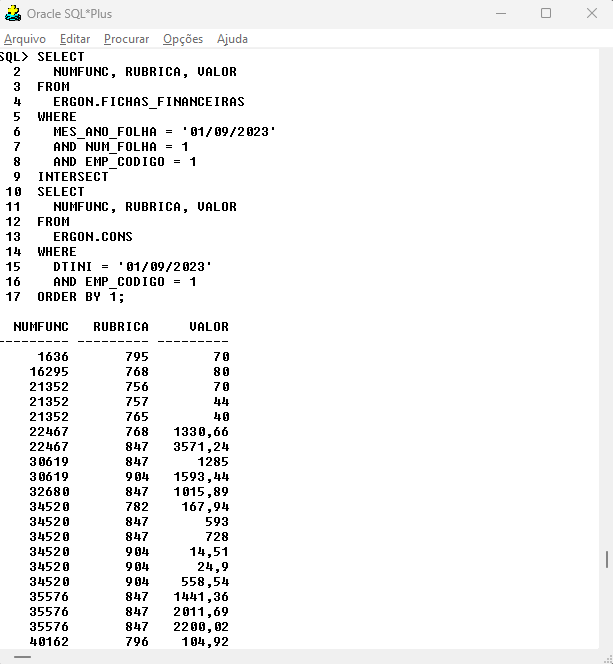 Oracle SQL*Plus
Arquivo Editar Procurar Opções Ajuda
SQL> SELECT
2 NUMFUNC, RUBRICA, VALOR
3 FROM
4 ERGON.FICHAS_FINANCEIRAS
5 WHERE
6 MES_ANO_FOLHA = '01/09/2023'
7 AND NUM_FOLHA = 1
8 AND EMP_CODIGO = 1
9 INTERSECT
10 SELECT
11 NUMFUNC, RUBRICA, VALOR
12 FROM
13 ERGON.CONS
14 WHERE
15 DTINI = '01/09/2023'
16 AND EMP_CODIGO = 1
17 ORDER BY 1;
NUMFUNC RUBRICA VALOR
--------- --------- ---------
1636 795 70
16295 768 80
21352 756 70
21352 757 44
21352 765 40
22467 768 1330,66
22467 847 3571,24
30619 847 1285
30619 904 1593,44
32680 847 1015,89
34520 782 167,94
34520 847 593
34520 847 728
34520 904 14,51
34520 904 24,9
34520 904 558,54
35576 847 1441,36
35576 847 2011,69
35576 847 2200,02
40162 796 104,92